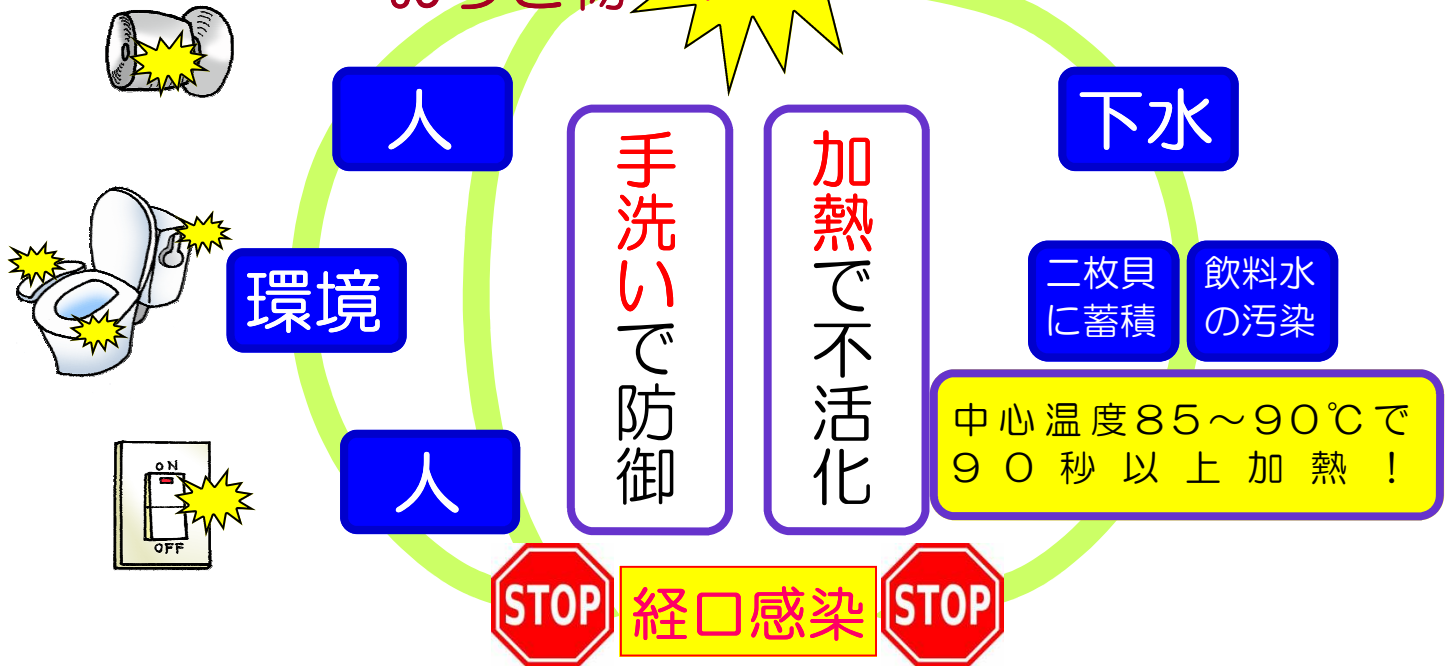 人
下水
手洗いで防御
加熱で不活化
環境
二枚貝
に蓄積
飲料水
の汚染
中心温度85～90℃で
90秒以上加熱！
人
ON
OFF
STOP
経口感染
STOP